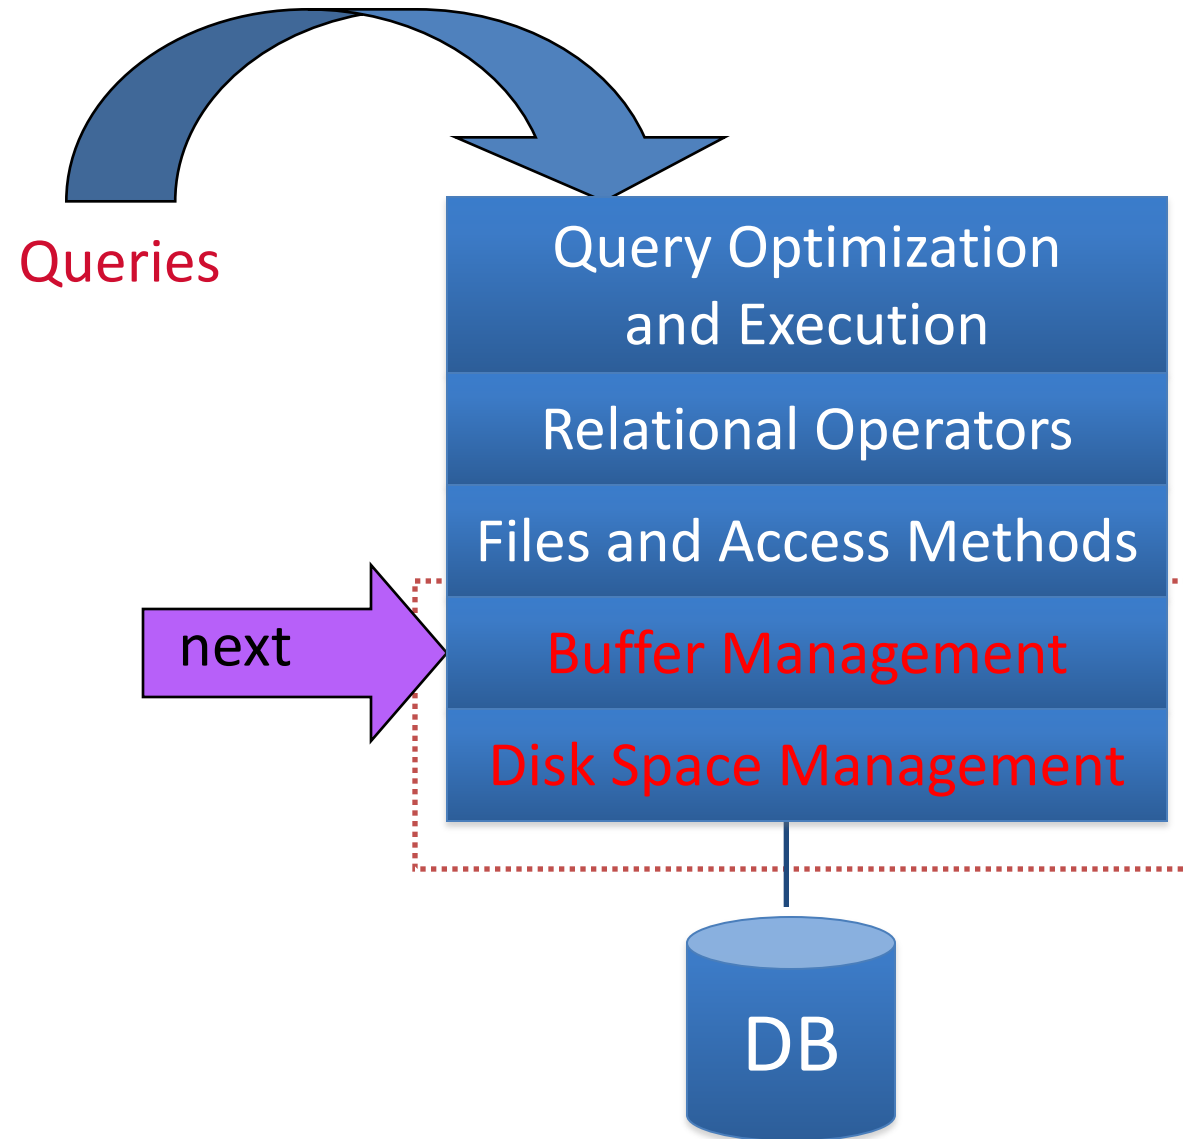 Queries
Query Optimization
and Execution
Relational Operators
Files and Access Methods
next
Buffer Management
Disk Space Management
DB